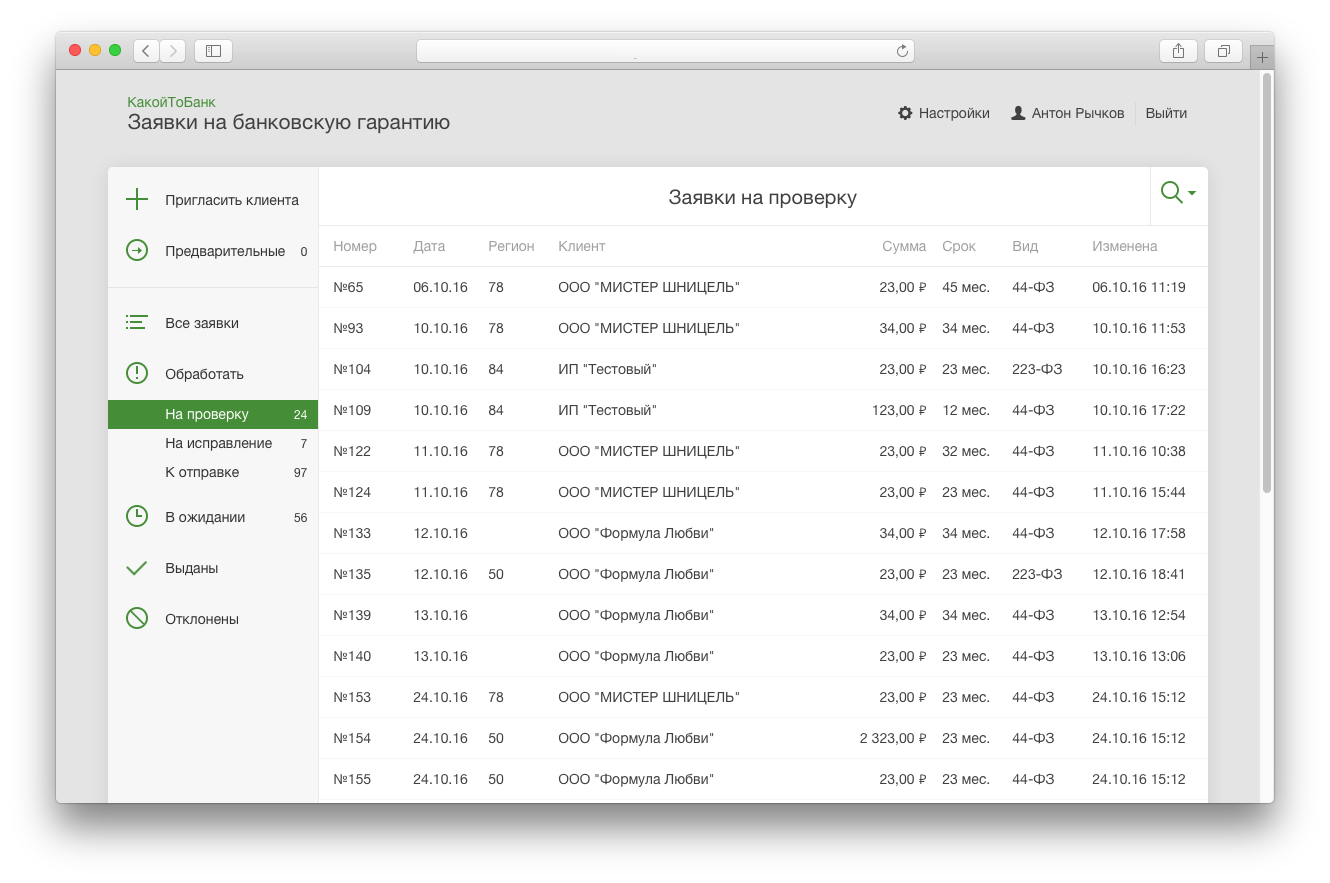 КакойТоБанк
Заявки на банковскую гарантию
Настройки Антон Рычков Выйти
Пригласить клиента
Предварительные 0
Все заявки
Обработать
На проверку 24
На исправление 7
К отправке 97
В ожидании 56
Выданы
Отклонены
Заявки на проверку
Номер Дата Регион Клиент Сумма Срок Вид Изменена
№65 06.10.16 78 ООО "МИСТЕР ШНИЦЕЛЬ" 23,00 ₽ 45 мес. 44-ФЗ 06.10.16 11:19
№93 10.10.16 78 ООО "МИСТЕР ШНИЦЕЛЬ" 34,00 ₽ 34 мес. 44-ФЗ 10.10.16 11:53
№104 10.10.16 84 ИП "Тестовый" 23,00 ₽ 23 мес. 223-ФЗ 10.10.16 16:23
№109 10.10.16 84 ИП "Тестовый" 123,00 ₽ 12 мес. 44-ФЗ 10.10.16 17:22
№122 11.10.16 78 ООО "МИСТЕР ШНИЦЕЛЬ" 23,00 ₽ 32 мес. 44-ФЗ 11.10.16 10:38
№124 11.10.16 78 ООО "МИСТЕР ШНИЦЕЛЬ" 23,00 ₽ 23 мес. 44-ФЗ 11.10.16 15:44
№133 12.10.16 ООО "Формула Любви" 34,00 ₽ 34 мес. 44-ФЗ 12.10.16 17:58
№135 12.10.16 50 ООО "Формула Любви" 23,00 ₽ 23 мес. 223-ФЗ 12.10.16 18:41
№139 13.10.16 ООО "Формула Любви" 34,00 ₽ 34 мес. 44-ФЗ 13.10.16 12:54
№140 13.10.16 ООО "Формула Любви" 23,00 ₽ 23 мес. 44-ФЗ 13.10.16 13:06
№153 24.10.16 78 ООО "МИСТЕР ШНИЦЕЛЬ" 23,00 ₽ 23 мес. 44-ФЗ 24.10.16 15:12
№154 24.10.16 50 ООО "Формула Любви" 2 323,00 ₽ 23 мес. 44-ФЗ 24.10.16 15:12
№155 24.10.16 50 ООО "Формула Любви" 23,00 ₽ 23 мес. 44-ФЗ 24.10.16 15:12